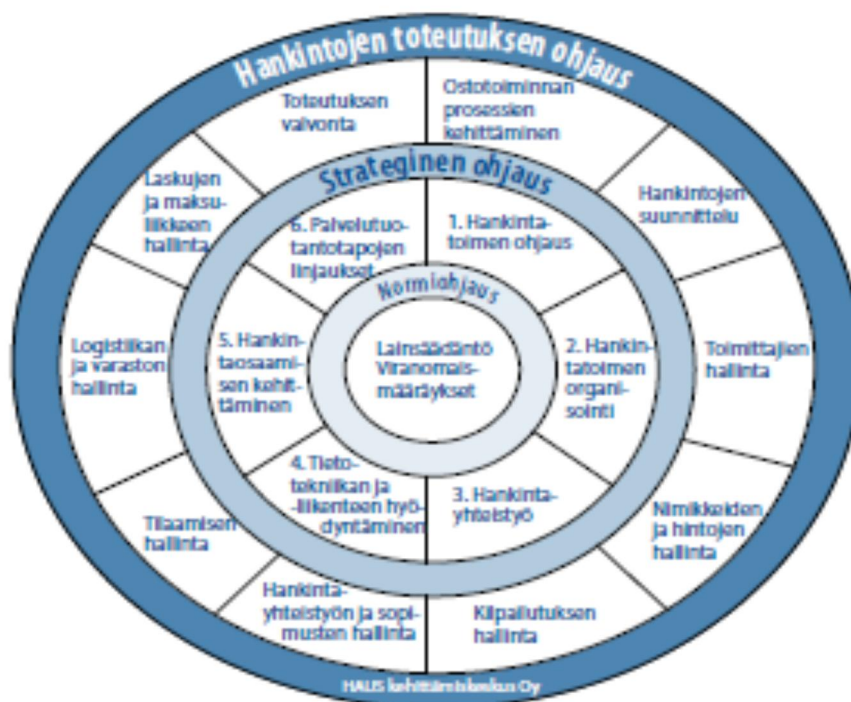 Hankintojen toteutuksen ohjaus
Toteutuksen
valvonta
Ostotoiminnan
prosessien
kehittäminen
Laskujen
ja maksu-
liikkeen
hallinta
Strateginen ohjaus
Hankintojen
suunnittelu
6. Palvelutuo-
tantotapojen
linjaukset
1. Hankinta-
toimen ohjaus
Normiohjaus
Logistiikan
ja varaston
hallinta
5. Hankin-
taosaami-
sen kehit-
täminen
Lainsäädäntö
Viranomais-
määräykset
2. Hankin-
tatoimen
organi-
sointi
Toimittajien
hallinta
4. Tieto-
tekniikan ja
-liikenteen hyö-
dyntäminen
3. Hankinta-
yhteistyö
Tilaamisen
hallinta
Nimikkeiden
ja hintojen
hallinta
Hankinta-
yhteistyön ja sopi-
musten hallinta
Kilpailutuksen
hallinta
HAUS kehittämiskeskus Oy